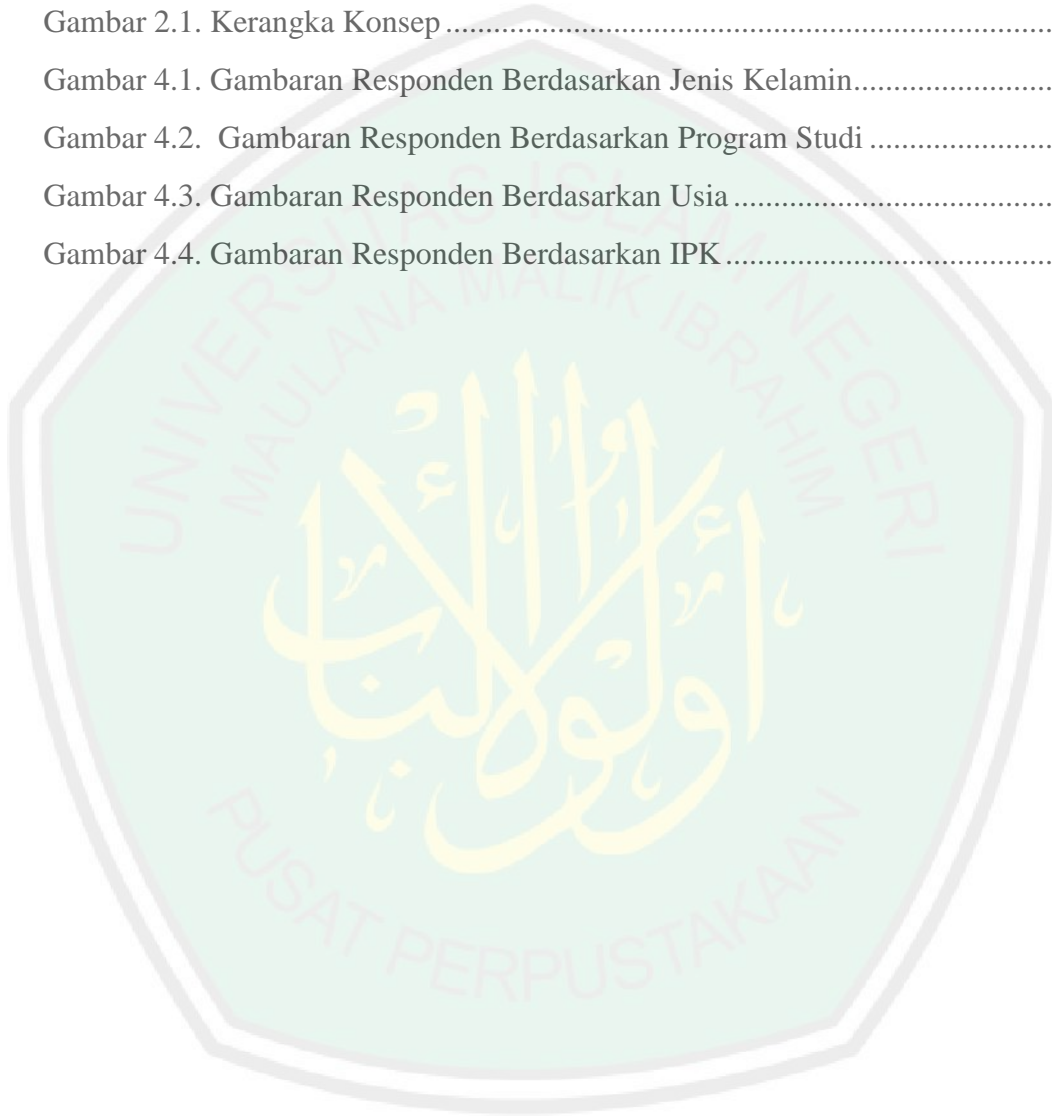 Gambar 2.1. Kerangka Konsep ........................................................................
Gambar 4.1. Gambaran Responden Berdasarkan Jenis Kelamin........................
Gambar 4.2.  Gambaran Responden Berdasarkan Program Studi ......................
Gambar 4.3. Gambaran Responden Berdasarkan Usia ......................................
Gambar 4.4. Gambaran Responden Berdasarkan IPK .......................................
UNIVERSITAS ISLAM NEGERI
MAULANA MALIK IBRAHIM
أولوا الألباب
PUSAT PERPUSTAKAAN